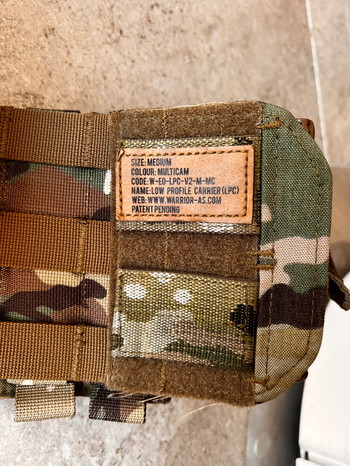 SIZE: MEDIUM
COLOUR: MULTICAM
CODE: W-EO-LPC-V2-M-MC
NAME: LOW PROFILE CARRIER (LPC)
WEB: WWW.WARRIOR-AS.COM
PATENT PENDING